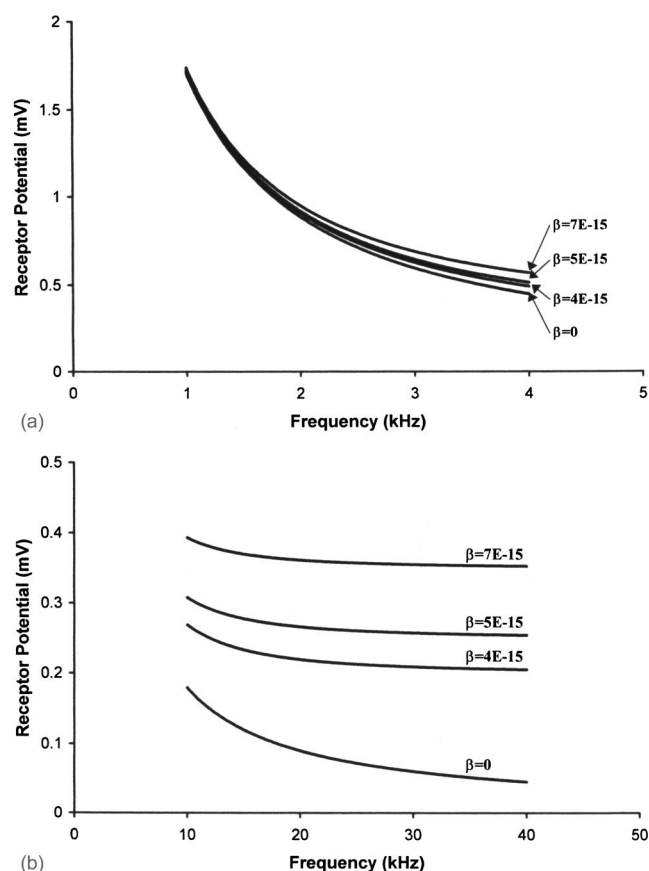 2
1.5
1
0.5
0
Receptor Potential (mV)
β=7E-15
β=5E-15
β=4E-15
β=0
0 1 2 3 4 5
Frequency (kHz)
(a)
0.5
0.4
0.3
0.2
0.1
0
Receptor Potential (mV)
β=7E-15
β=5E-15
β=4E-15
β=0
0 10 20 30 40 50
Frequency (kHz)
(b)